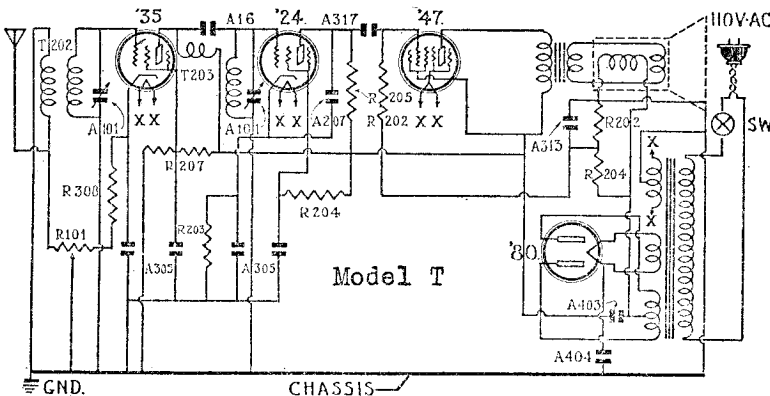 '35
A16
'24.
A317
'47.
110V-AC
T202
T203
SW
A101
A101
A207
R205
R202
R202
A313
R207
R204
X X
X X
X X
X
X
R308
R204
R101
R203
'80.
A305
A305
Model T
A403
A404
GND.
CHASSIS